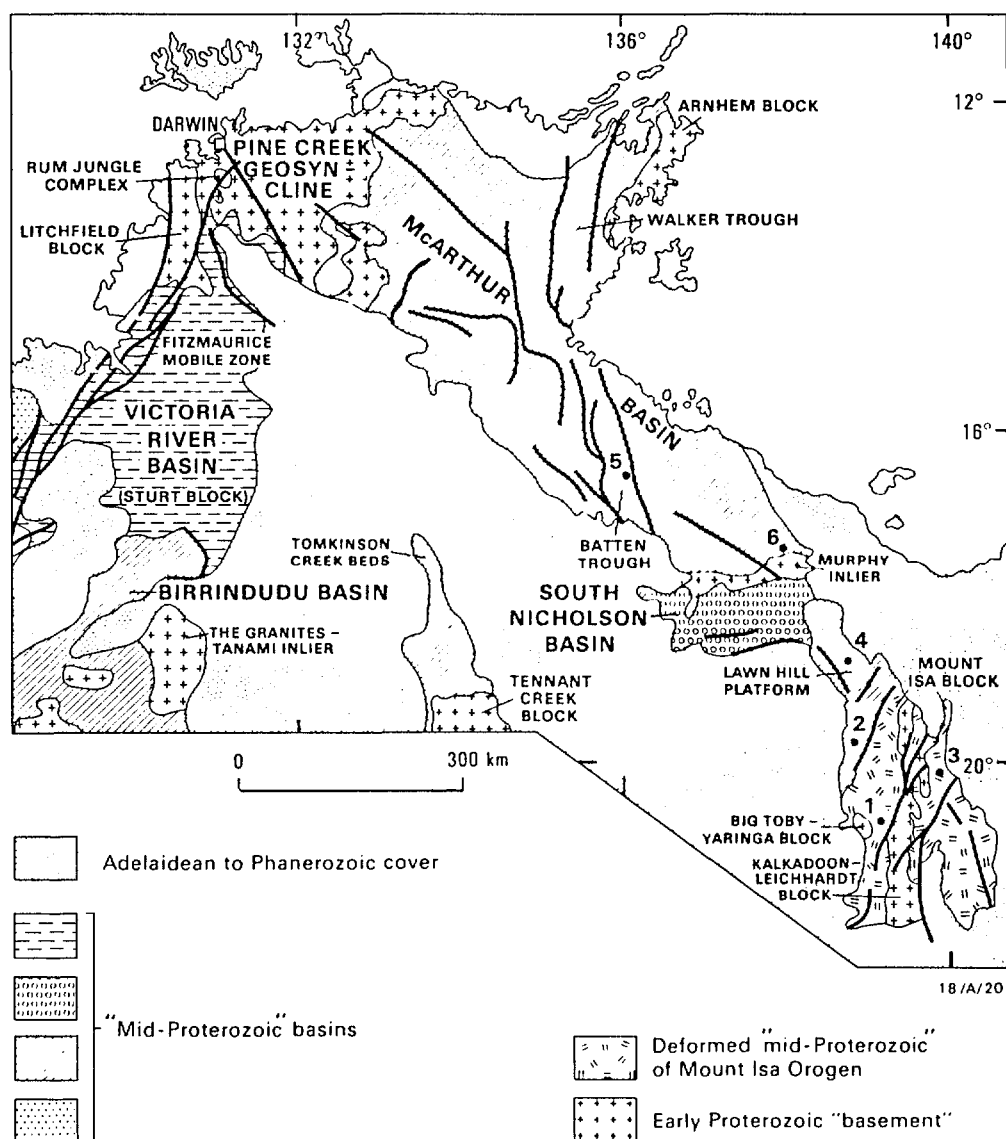 132°
136°
140°
12°
ARNHEM BLOCK
DARWIN
PINE CREEK
GEOSYN
CLINE
RUM JUNGLE
COMPLEX
LITCHFIELD
BLOCK
McARTHUR
WALKER TROUGH
FITZMAURICE
MOBILE ZONE
VICTORIA
RIVER
BASIN
(STURT BLOCK)
BASIN
16°
5
BATTEN
TROUGH
6
MURPHY
INLIER
TOMKINSON
CREEK BEDS
BIRRINDUDU BASIN
SOUTH
NICHOLSON
BASIN
THE GRANITES –
TANAMI INLIER
TENNANT
CREEK
BLOCK
4
LAWN HILL
PLATFORM
MOUNT
ISA BLOCK
2
3
20°
0
300 km
1
BIG TOBY –
YARINGA BLOCK
KALKADOON–
LEICHHARDT
BLOCK
18/A/20
Adelaidean to Phanerozoic cover
"Mid-Proterozoic" basins
Deformed "mid-Proterozoic"
of Mount Isa Orogen
Early Proterozoic "basement"